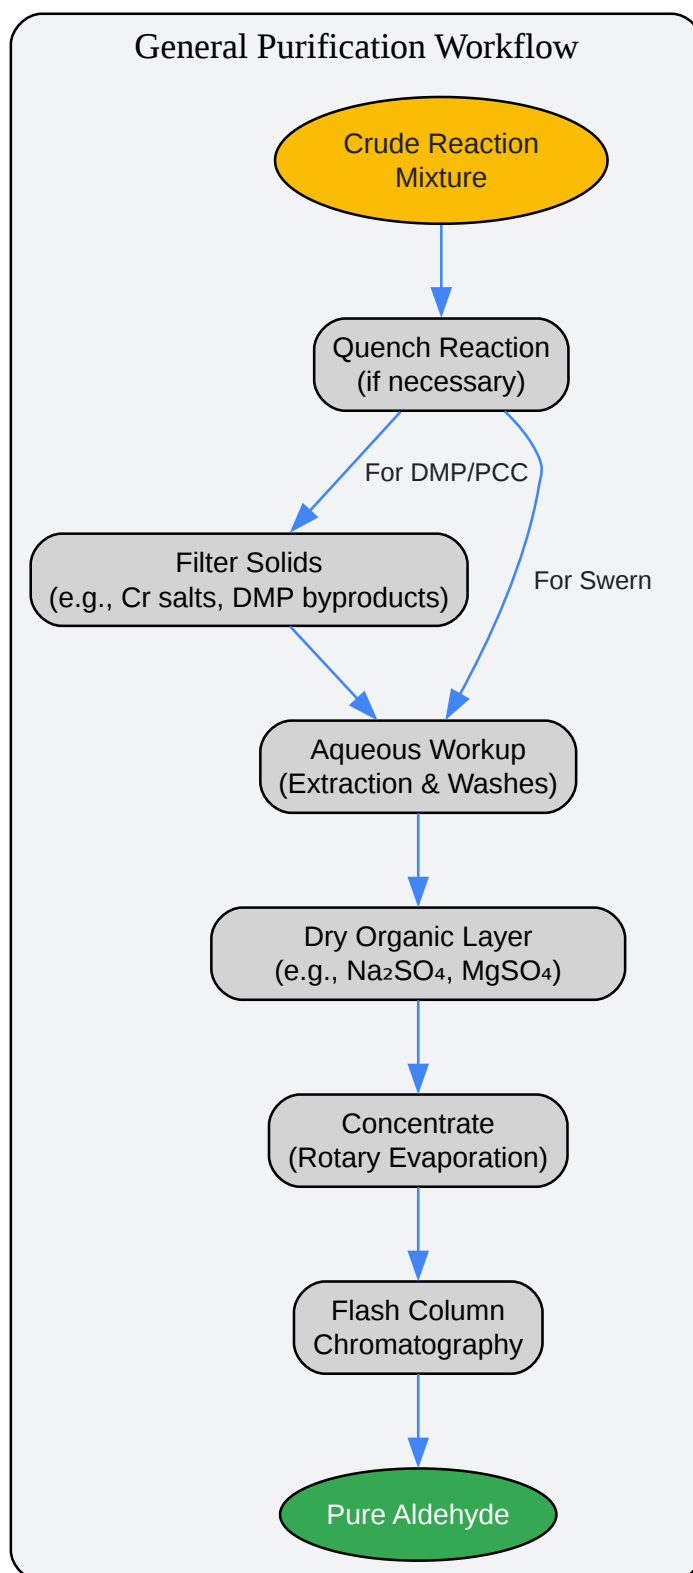 General Purification Workflow
Crude Reaction
Mixture
Quench Reaction
(if necessary)
For DMP/PCC
Filter Solids
(e.g., Cr salts, DMP byproducts)
For Swern
Aqueous Workup
(Extraction & Washes)
Dry Organic Layer
(e.g., Na₂SO₄, MgSO₄)
Concentrate
(Rotary Evaporation)
Flash Column
Chromatography
Pure Aldehyde